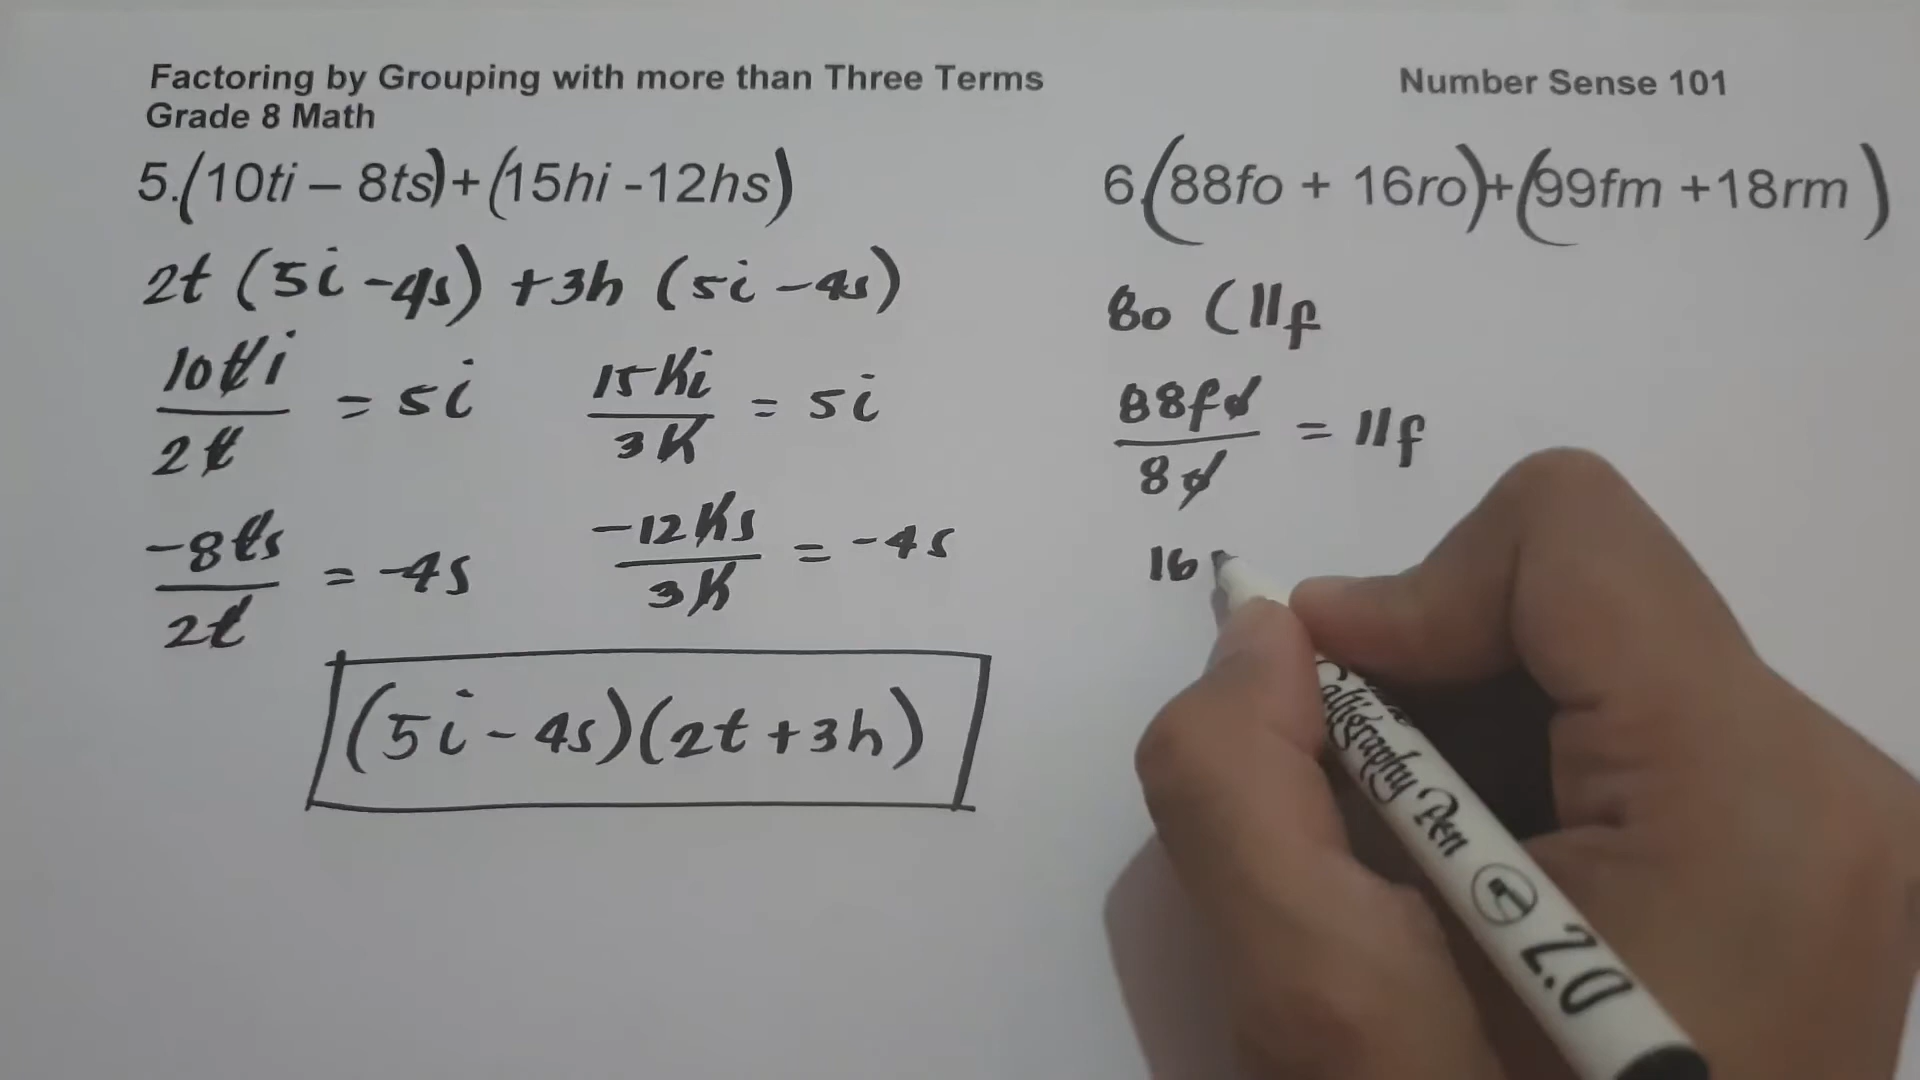 Factoring by Grouping with more than Three Terms
Grade 8 Math
Number Sense 101
5.(10ti – 8ts)+(15hi -12hs)
2t (5i -4s) +3h (5i -4s)
10ti
2t
= 5i
15hi
3h
= 5i
-8ts
2t
= -4s
-12hs
3h
= -4s
(5i - 4s)(2t +3h)
6.(88fo + 16ro)+(99fm +18rm)
8o (11f
88fo
8o
= 11f
16
Calligraphy Pen
2.0